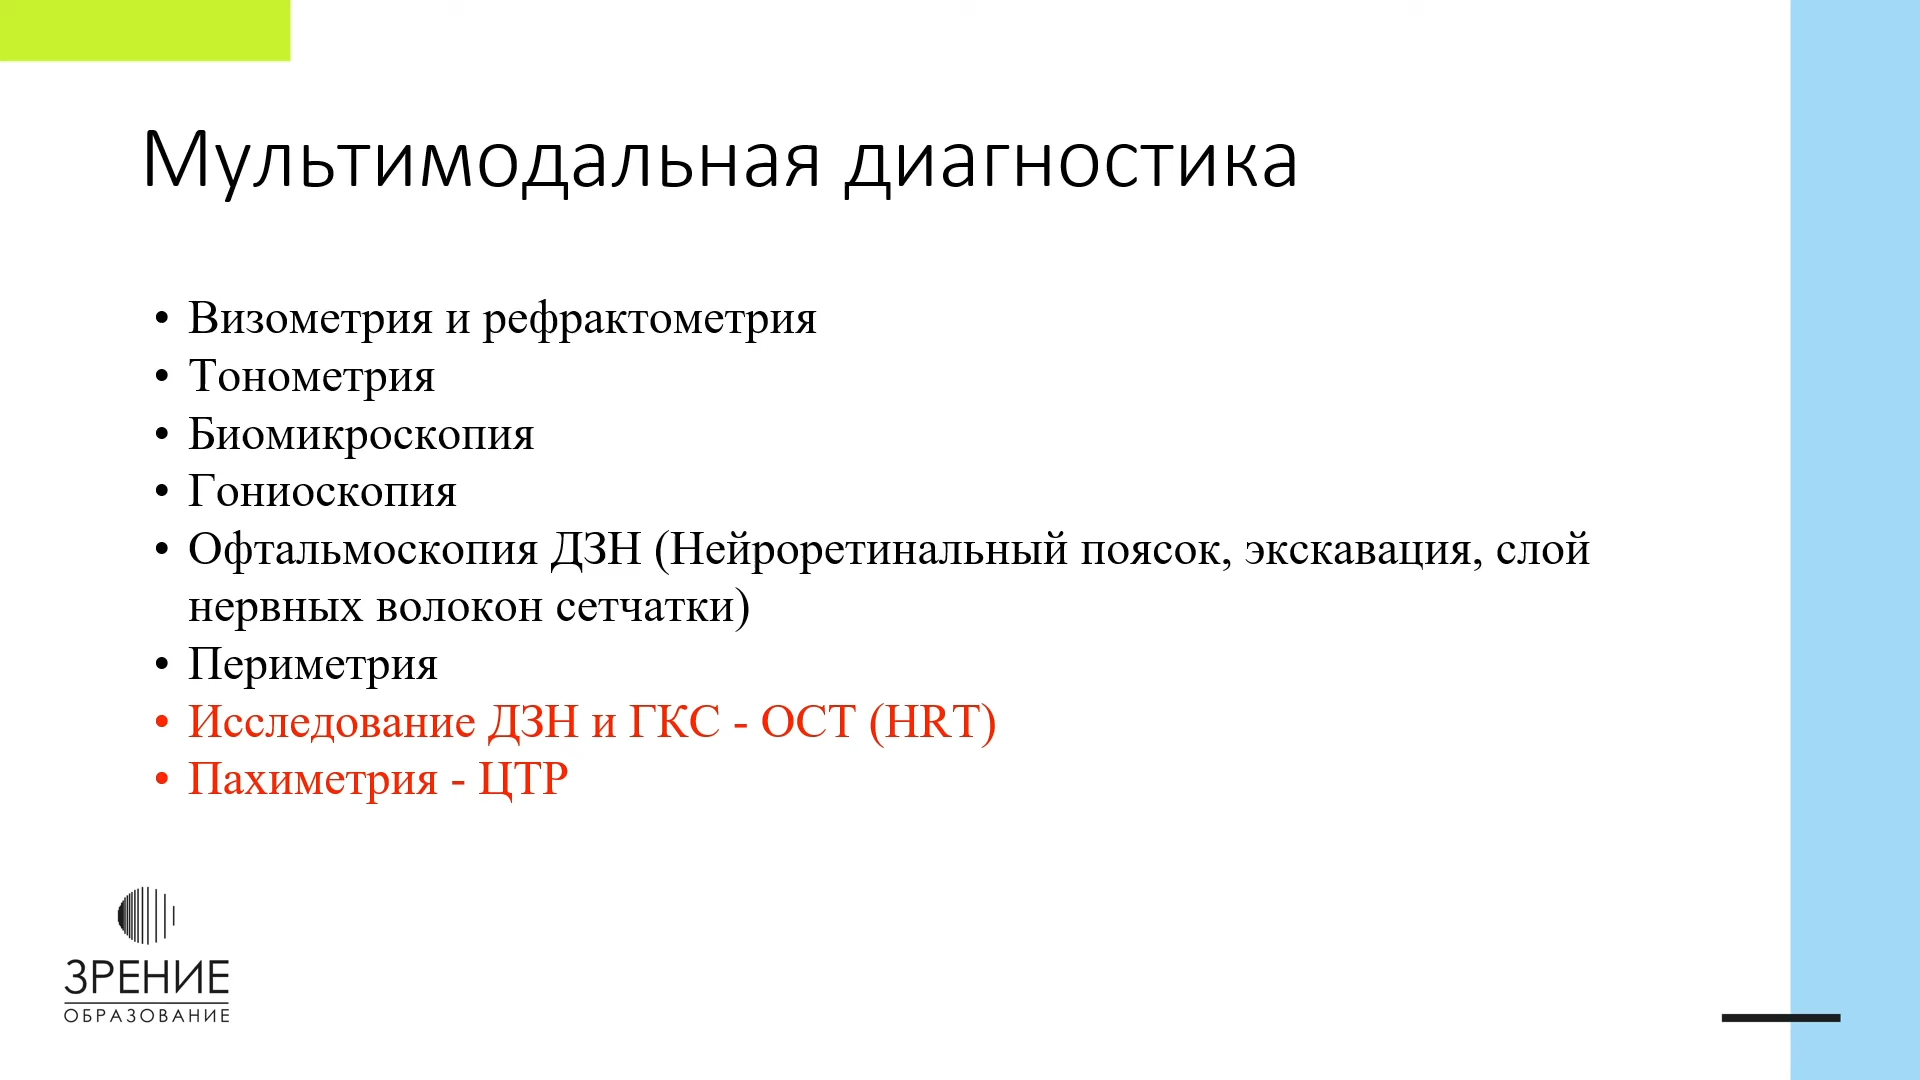 Мультимодальная диагностика
• Визометрия и рефрактометрия
• Тонометрия
• Биомикроскопия
• Гониоскопия
• Офтальмоскопия ДЗН (Нейроретинальный поясок, экскавация, слой
нервных волокон сетчатки)
• Периметрия
• Исследование ДЗН и ГКС - ОСТ (HRT)
• Пахиметрия - ЦТР
ЗРЕНИЕ
ОБРАЗОВАНИЕ